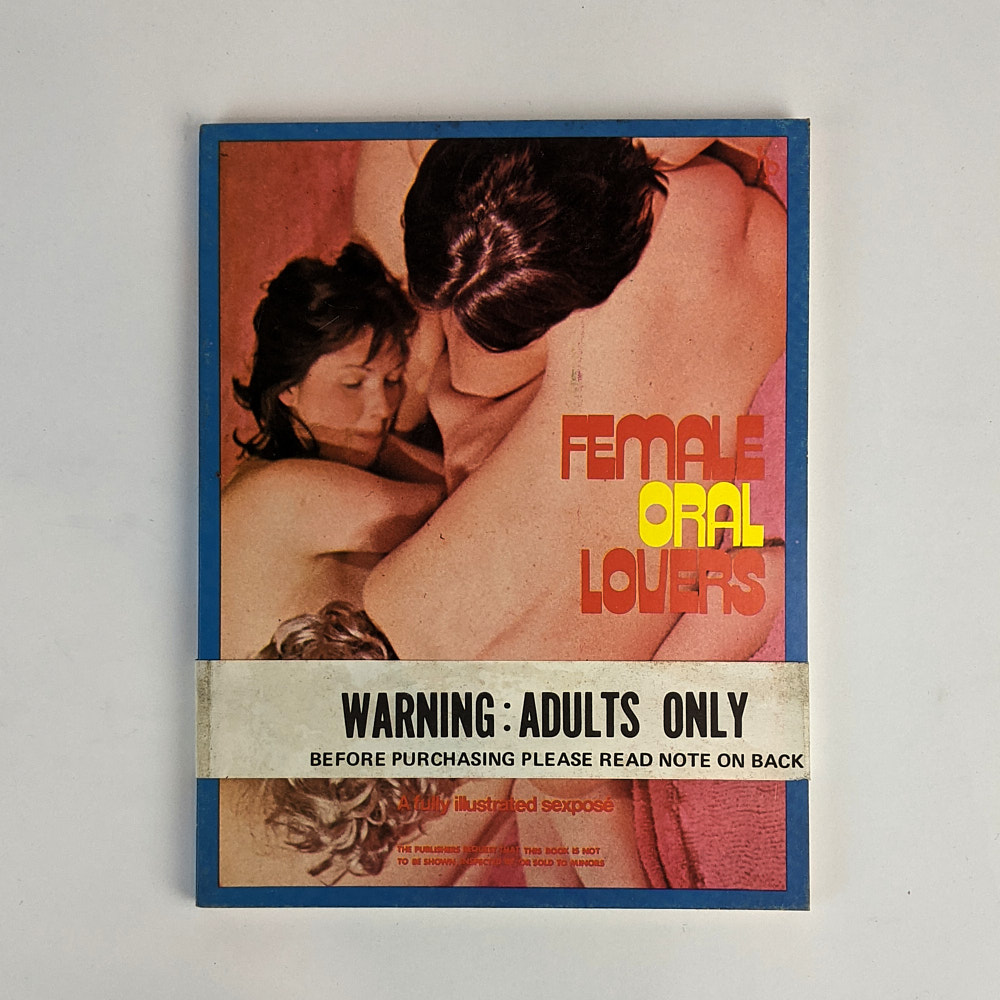 FEMALE
ORAL
LOVERS
WARNING: ADULTS ONLY
BEFORE PURCHASING PLEASE READ NOTE ON BACK
A fully illustrated sexposé
THE PUBLISHERS THAT THIS BOOK IS NOT
TO BE SHOWN, OR SOLD TO MINORS